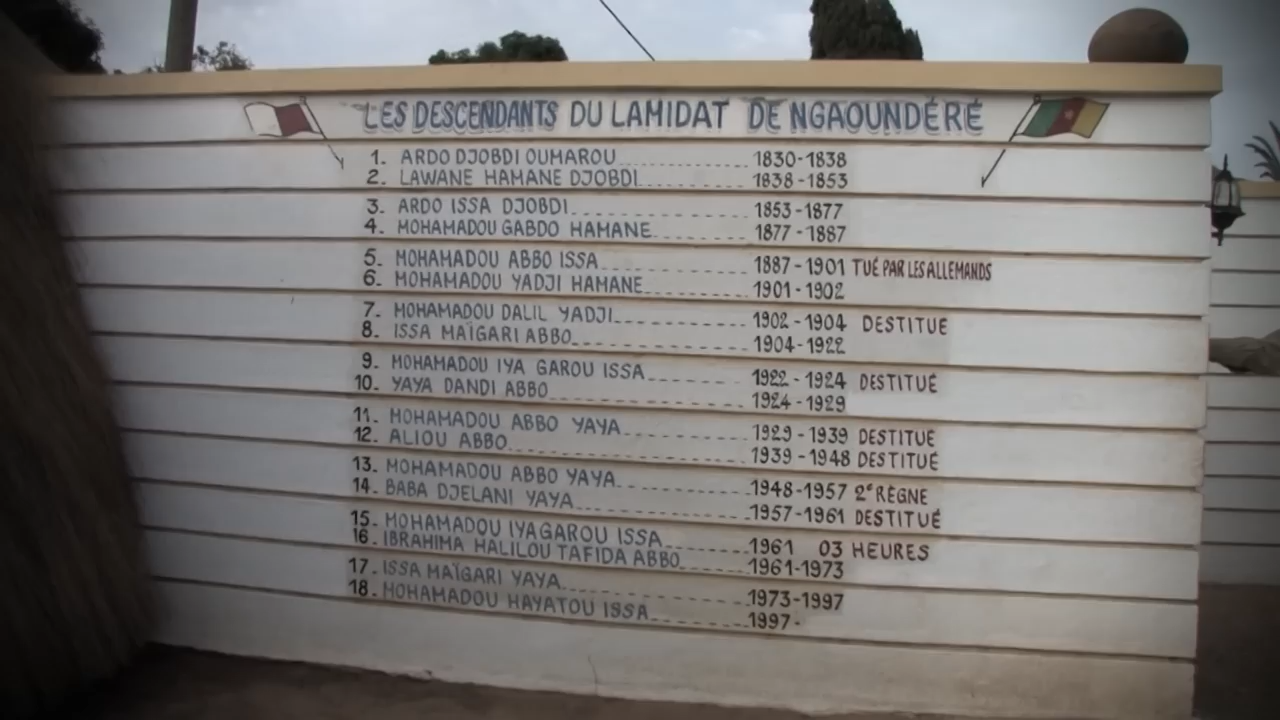 LES DESCENDANTS DU LAMIDAT DE NGAOUNDÉRÉ
1. ARDO DJOBDI OUMAROU 1830-1838
2. LAWANE HAMANE DJOBDI 1838-1853
3. ARDO ISSA DJOBDI 1853-1877
4. MOHAMADOU GABDO HAMANE 1877-1887
5. MOHAMADOU ABBO ISSA 1887-1901 TUÉ PAR LES ALLEMANDS
6. MOHAMADOU YADJI HAMANE 1901-1902
7. MOHAMADOU DALIL YADJI 1902-1904 DESTITUÉ
8. ISSA MAÏGARI ABBO 1904-1922
9. MOHAMADOU IYA GAROU ISSA 1922-1924 DESTITUÉ
10. YAYA DANDI ABBO 1924-1929
11. MOHAMADOU ABBO YAYA 1929-1939 DESTITUÉ
12. ALIOU ABBO 1939-1948 DESTITUÉ
13. MOHAMADOU ABBO YAYA 1948-1957 2e RÈGNE
14. BABA DJELANI YAYA 1957-1961 DESTITUÉ
15. MOHAMADOU IYAGAROU ISSA 1961 03 HEURES
16. IBRAHIMA HALILOU TAFIDA ABBO 1961-1973
17. ISSA MAÏGARI YAYA 1973-1997
18. MOHAMADOU HAYATOU ISSA 1997-